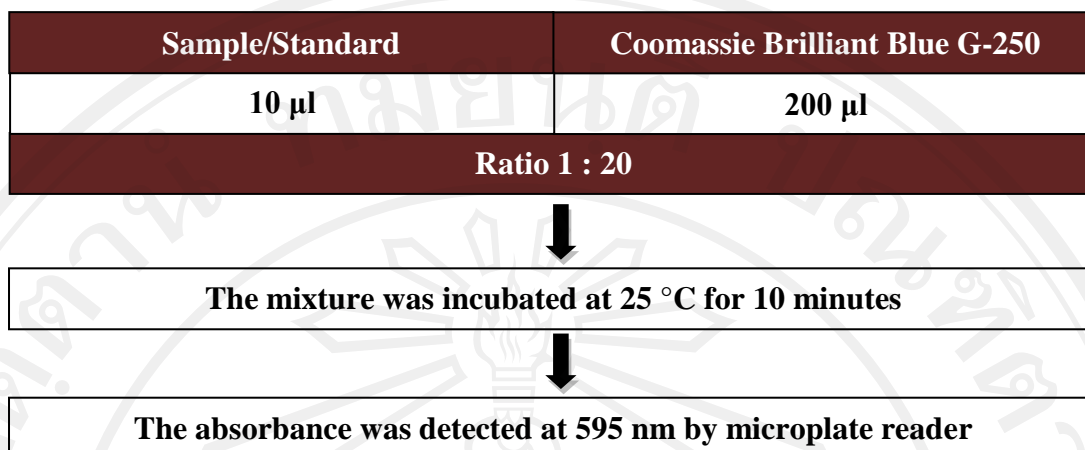 Sample/Standard Coomassie Brilliant Blue G-250
10 µl 200 µl
Ratio 1 : 20
The mixture was incubated at 25 °C for 10 minutes
The absorbance was detected at 595 nm by microplate reader